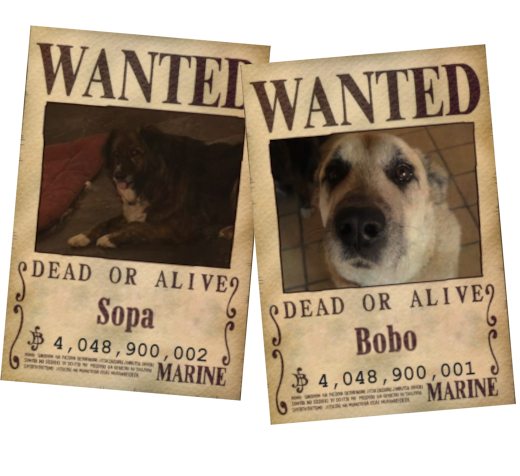 WANTED
DEAD OR ALIVE
Sopa
4,048,900,002
MARINE
WANTED
DEAD OR ALIVE
Bobo
4,048,900,001
MARINE